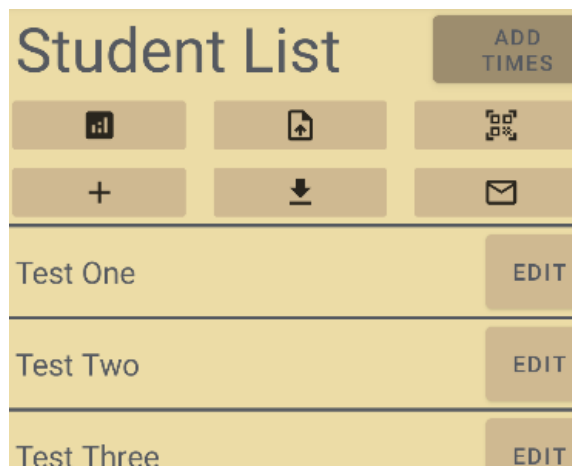 Student List
ADD
TIMES
Test One
EDIT
Test Two
EDIT
Test Three
EDIT